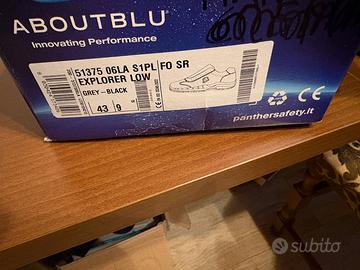 ABOUTBLU
Innovating Performance
51375 06LA S1PL FO SR
EXPLORER LOW
GREY-BLACK
43 9
CE
panthersafety.it
subito